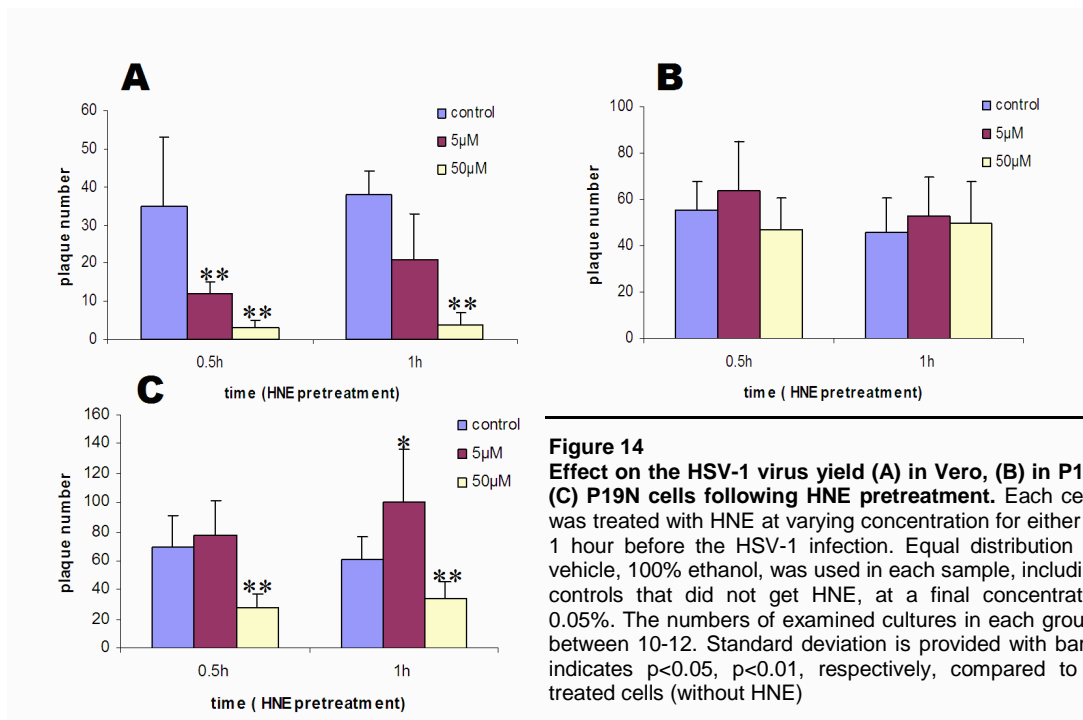 A
60
50
40
30
20
10
0
plaque number
control
5µM
50µM
**
**
**
0.5h
1h
time (HNE pretreatment)
B
100
80
60
40
20
0
plaque number
control
5µM
50µM
0.5h
1h
time ( HNE pretreatment)
C
160
140
120
100
80
60
40
20
0
plaque number
control
5µM
50µM
**
*
**
0.5h
1h
time ( HNE pretreatment)
Figure 14
Effect on the HSV-1 virus yield (A) in Vero, (B) in P1
(C) P19N cells following HNE pretreatment. Each ce
was treated with HNE at varying concentration for either
1 hour before the HSV-1 infection. Equal distribution
vehicle, 100% ethanol, was used in each sample, includi
controls that did not get HNE, at a final concentrat
0.05%. The numbers of examined cultures in each grou
between 10-12. Standard deviation is provided with bar
indicates p<0.05, p<0.01, respectively, compared to
treated cells (without HNE)